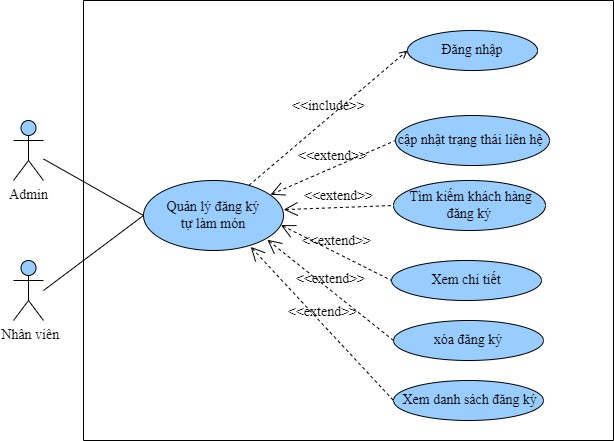 Đăng nhập
<<include>>
cập nhật trạng thái liên hệ
<<extend>>
Admin
Tìm kiếm khách hàng
đăng ký
<<extend>>
Quản lý đăng ký
tự làm món
<<extend>>
Xem chi tiết
<<extend>>
Nhân viên
xóa đăng ký
<<extend>>
Xem danh sách đăng ký